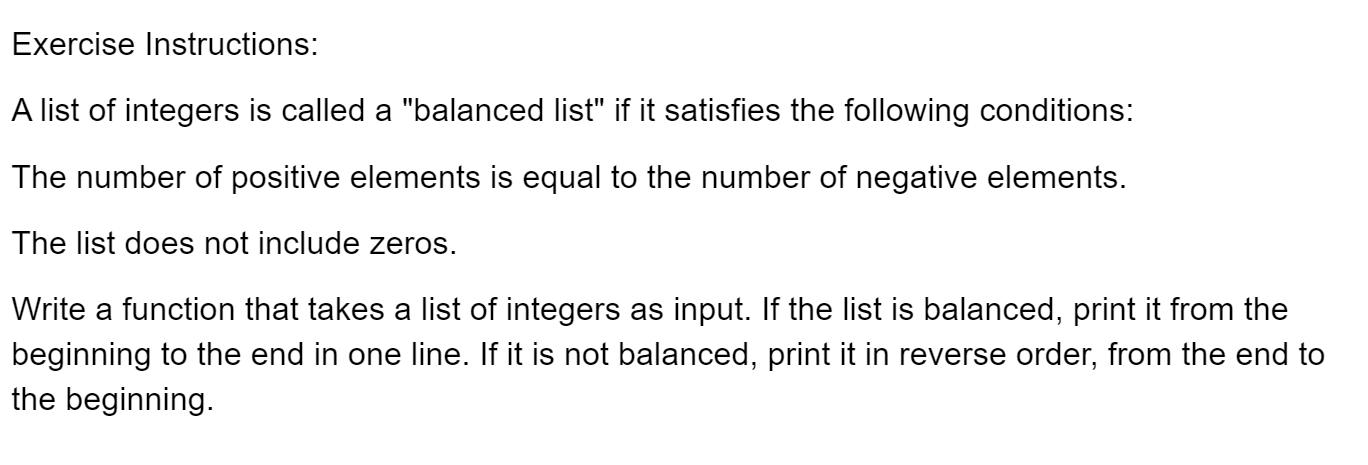 Exercise Instructions:
A list of integers is called a "balanced list" if it satisfies the following conditions:
The number of positive elements is equal to the number of negative elements.
The list does not include zeros.
Write a function that takes a list of integers as input. If the list is balanced, print it from the
beginning to the end in one line. If it is not balanced, print it in reverse order, from the end to
the beginning.